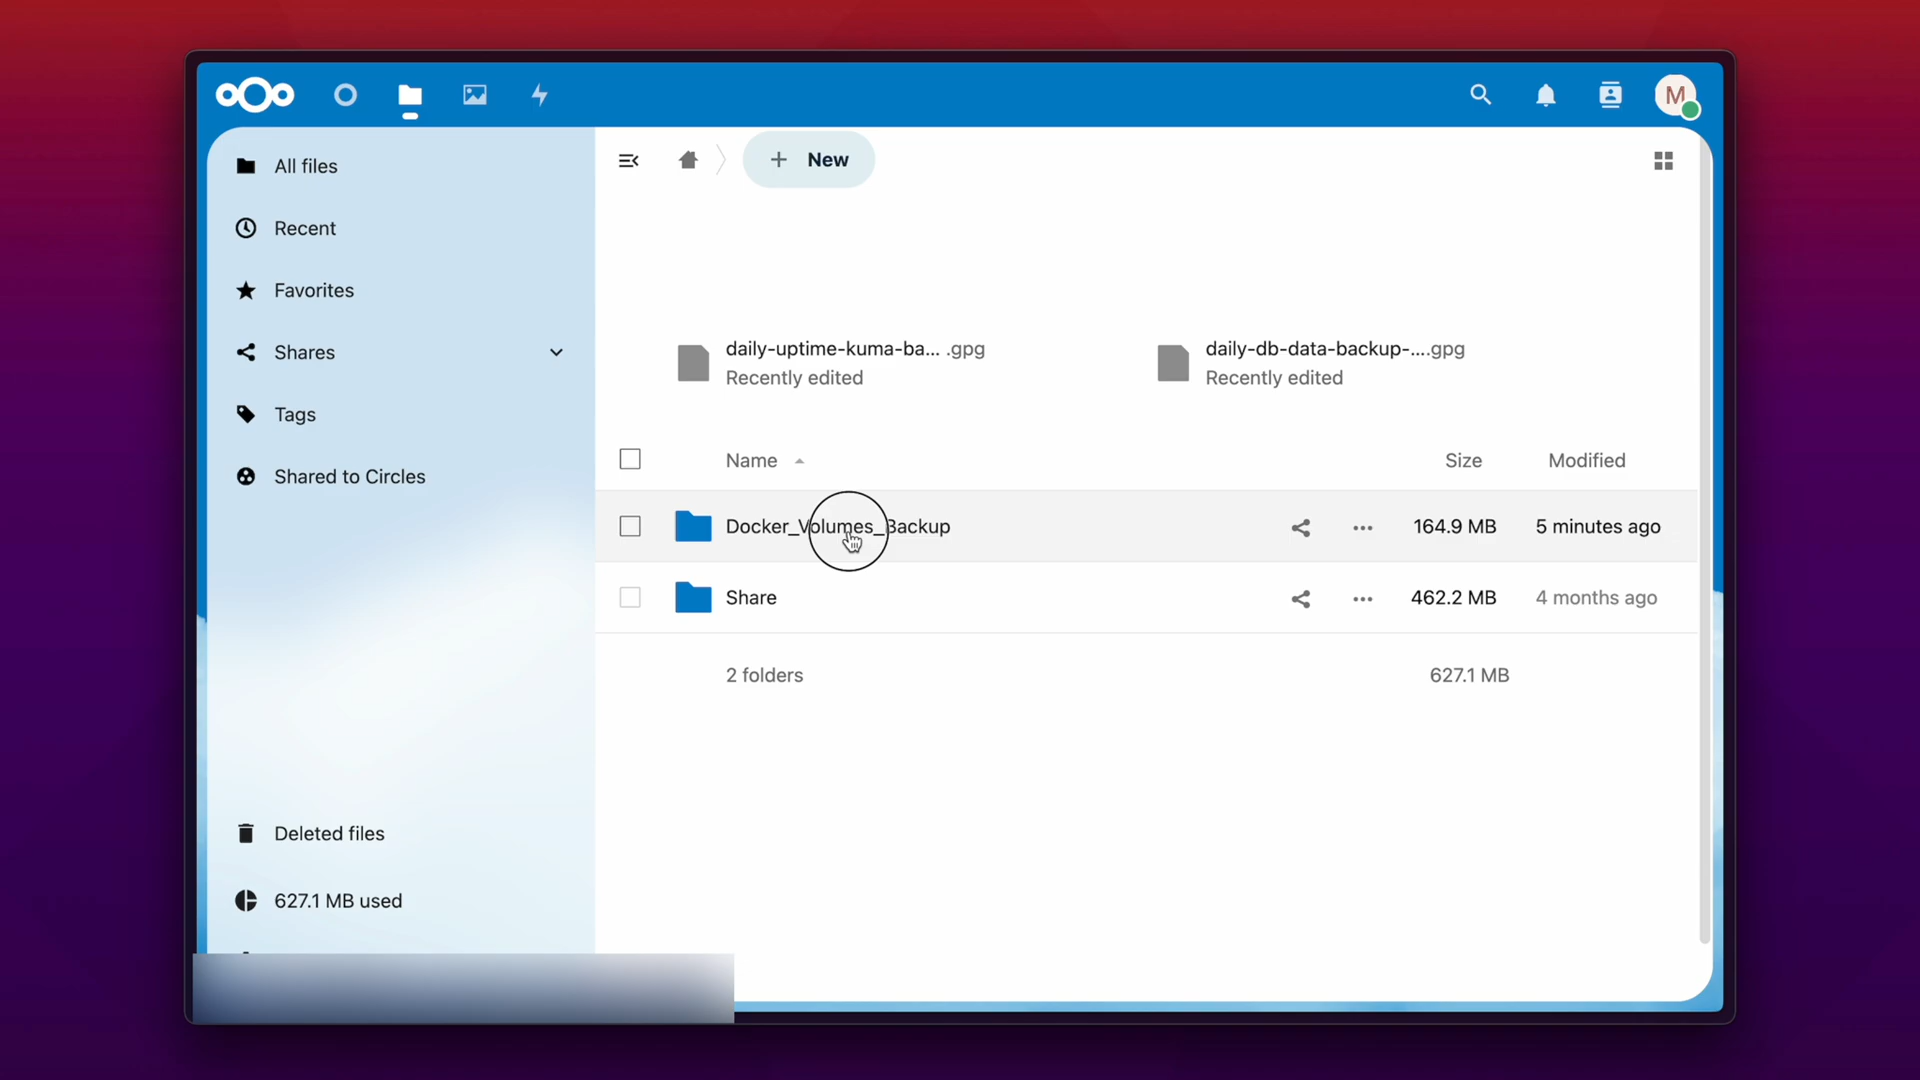 M
All files
Recent
Favorites
Shares
Tags
Shared to Circles
Deleted files
627.1 MB used
+ New
daily-uptime-kuma-ba... .gpg
Recently edited
daily-db-data-backup-....gpg
Recently edited
Name Size Modified
Docker_Volumes_Backup ... 164.9 MB 5 minutes ago
Share ... 462.2 MB 4 months ago
2 folders 627.1 MB